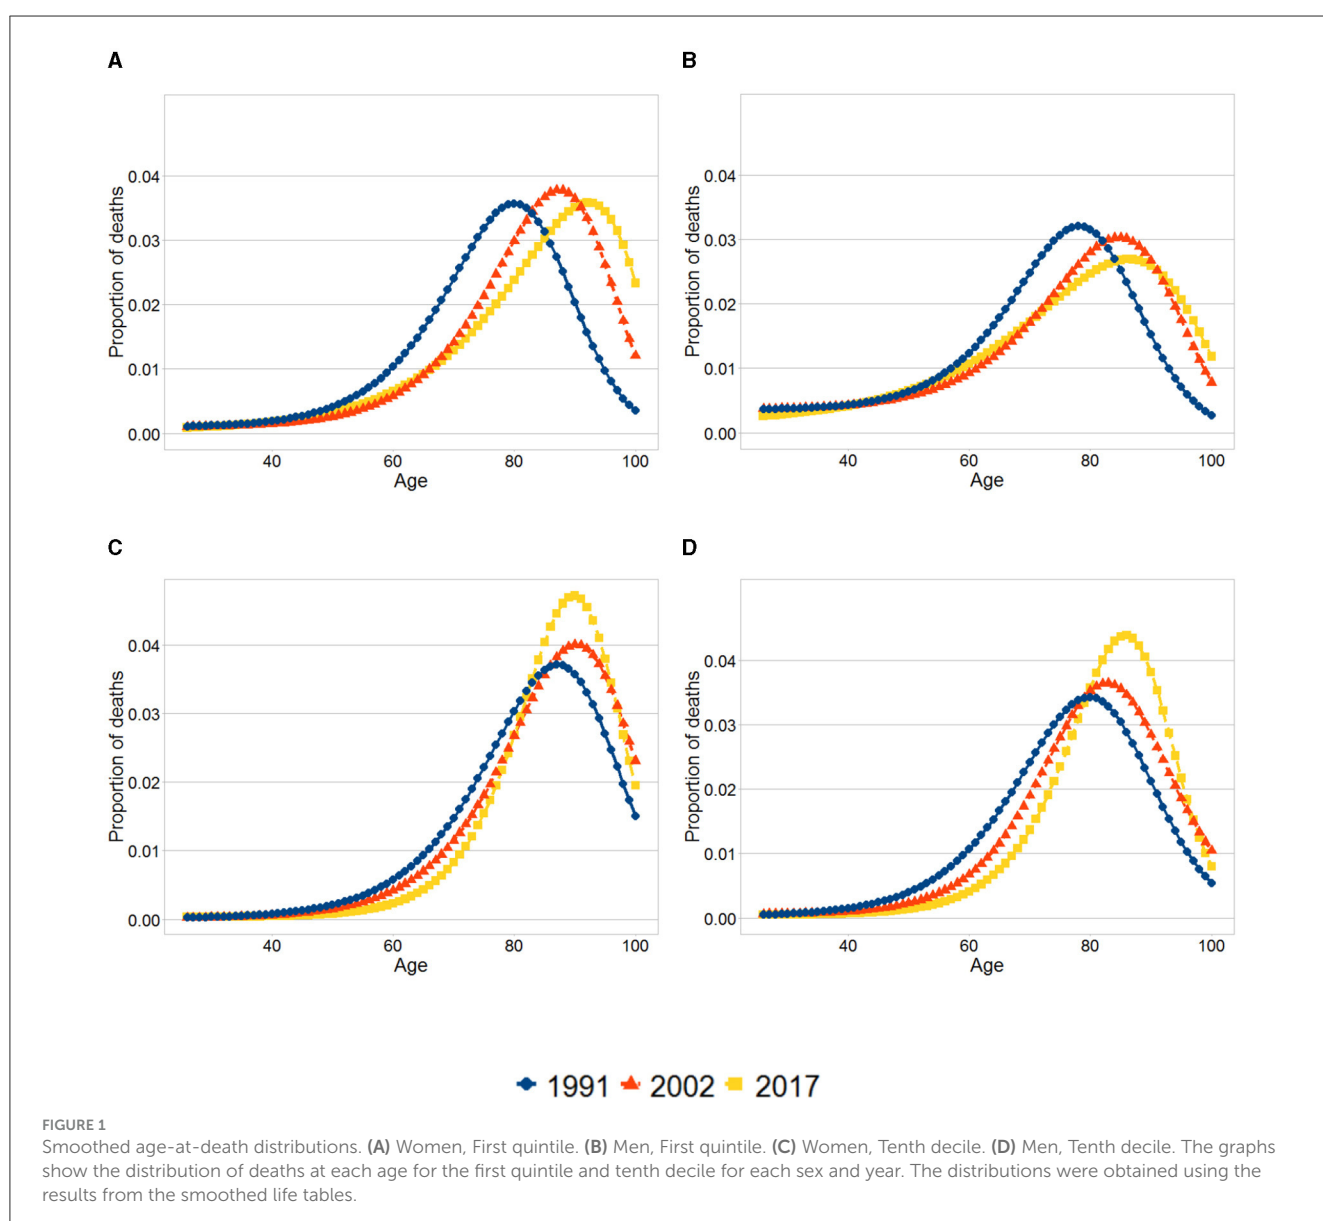 A
B
Proportion of deaths
0.04
0.03
0.02
0.01
0.00
40 60 80 100
Age
Proportion of deaths
0.04
0.03
0.02
0.01
0.00
40 60 80 100
Age
C
D
Proportion of deaths
0.04
0.03
0.02
0.01
0.00
40 60 80 100
Age
Proportion of deaths
0.04
0.03
0.02
0.01
0.00
40 60 80 100
Age
1991 2002 2017
FIGURE 1
Smoothed age-at-death distributions. (A) Women, First quintile. (B) Men, First quintile. (C) Women, Tenth decile. (D) Men, Tenth decile. The graphs
show the distribution of deaths at each age for the first quintile and tenth decile for each sex and year. The distributions were obtained using the
results from the smoothed life tables.